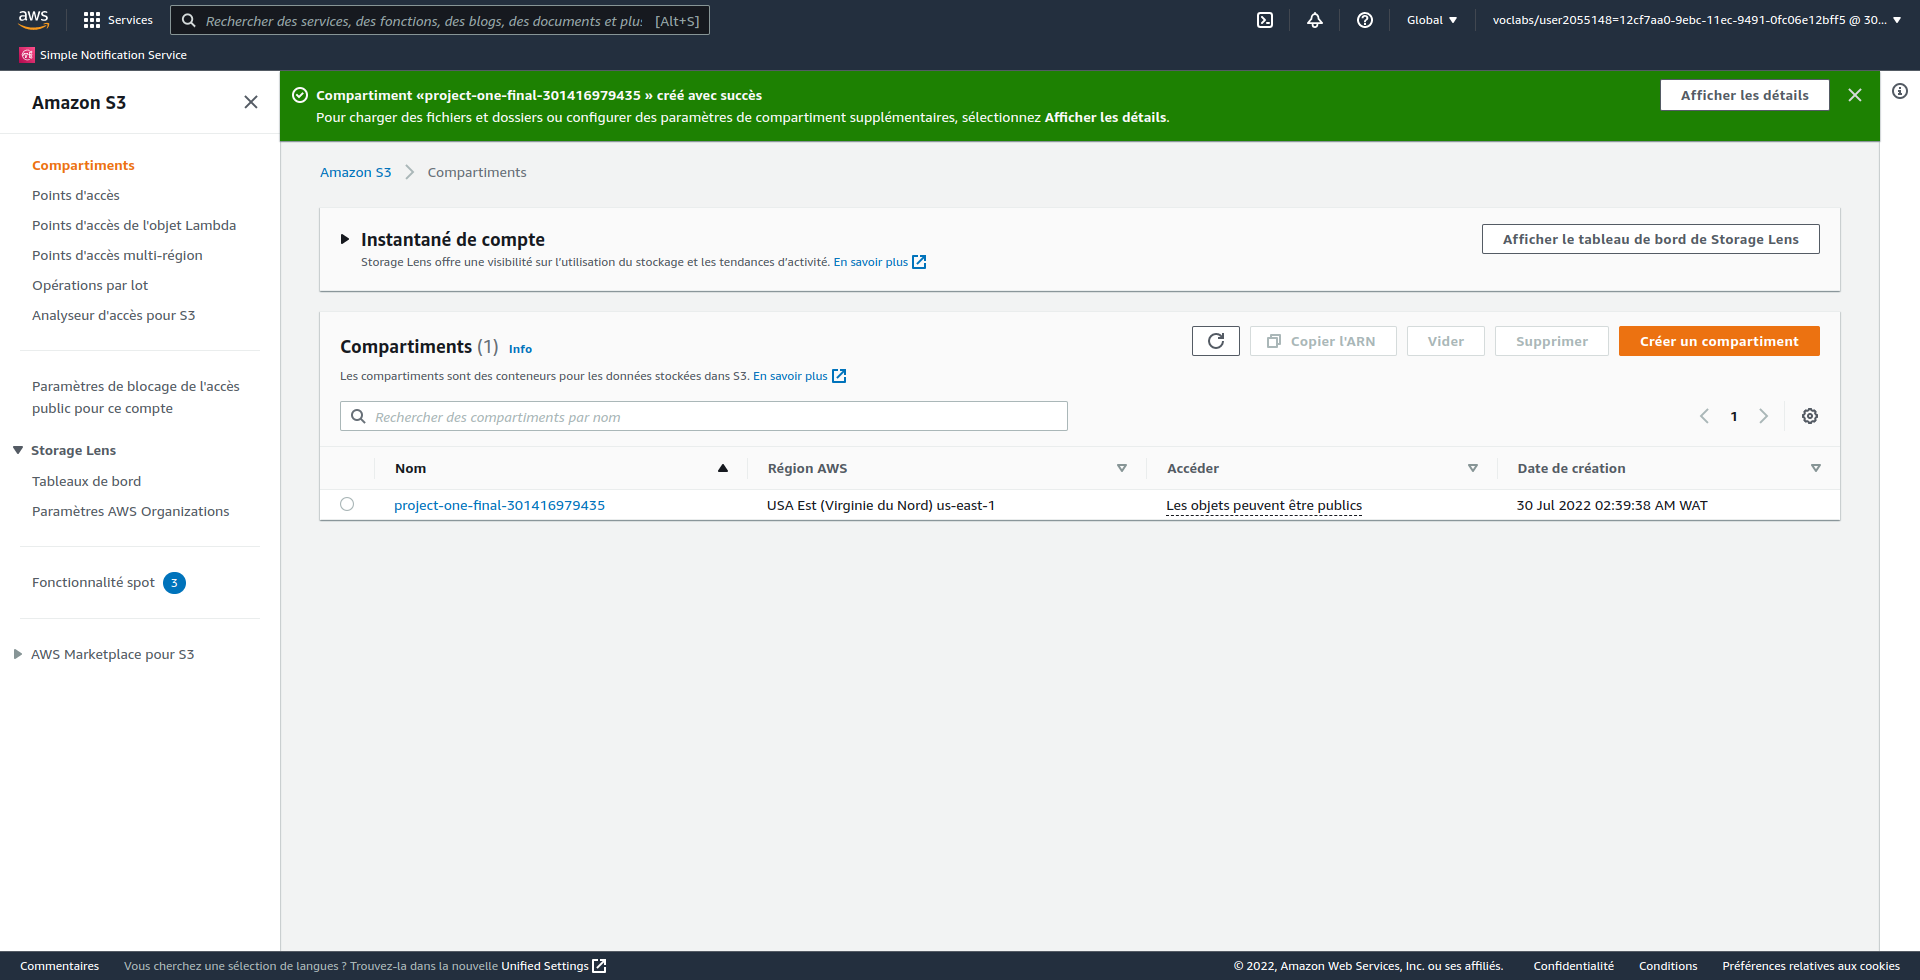 aws
Services
Rechercher des services, des fonctions, des blogs, des documents et plus [Alt+S]
Global
voclabs/user2055148=12cf7aa0-9ebc-11ec-9491-0fc06e12bff5 @ 30...
Simple Notification Service
Amazon S3
Compartiments
Points d'accès
Points d'accès de l'objet Lambda
Points d'accès multi-région
Opérations par lot
Analyseur d'accès pour S3
Paramètres de blocage de l'accès
public pour ce compte
Storage Lens
Tableaux de bord
Paramètres AWS Organizations
Fonctionnalité spot 3
AWS Marketplace pour S3
Compartiment «project-one-final-301416979435 » créé avec succès
Pour charger des fichiers et dossiers ou configurer des paramètres de compartiment supplémentaires, sélectionnez Afficher les détails.
Afficher les détails
Amazon S3 Compartiments
Instantané de compte
Storage Lens offre une visibilité sur l'utilisation du stockage et les tendances d'activité. En savoir plus
Afficher le tableau de bord de Storage Lens
Compartiments (1) Info
Copier l'ARN
Vider
Supprimer
Créer un compartiment
Les compartiments sont des conteneurs pour les données stockées dans S3. En savoir plus
Rechercher des compartiments par nom
1
Nom Région AWS Accéder Date de création
project-one-final-301416979435 USA Est (Virginie du Nord) us-east-1 Les objets peuvent être publics 30 Jul 2022 02:39:38 AM WAT
Commentaires Vous cherchez une sélection de langues ? Trouvez-la dans la nouvelle Unified Settings © 2022, Amazon Web Services, Inc. ou ses affiliés. Confidentialité Conditions Préférences relatives aux cookies